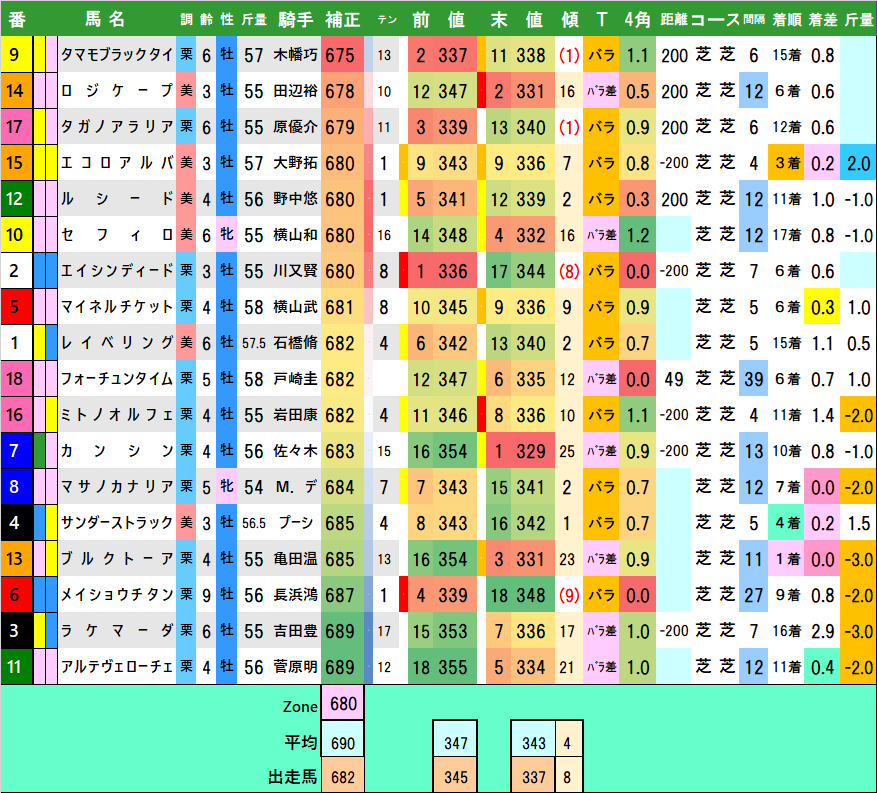 番 馬 名 調 齢 性 斤量 騎手 補正 テン 前 値 末 値 傾 T 4角 距離 コース 間隔 着順 着差 斤量
9 タマモブラックタイ 栗 6 牡 57 木幡巧 675 13 2 337 11 338 (1) バラ 1.1 200 芝 芝 6 15着 0.8
14 ロジケープ 美 3 牡 55 田辺裕 678 10 12 347 2 331 16 バラ差 0.5 200 芝 芝 12 6着 0.6
17 タガノアラリア 栗 6 牡 55 原優介 679 11 3 339 13 340 (1) バラ 0.9 200 芝 芝 6 12着 0.6
15 エコロアルバ 美 3 牡 57 大野拓 680 1 9 343 9 336 7 バラ 0.8 -200 芝 芝 4 3着 0.2 2.0
12 ルシード 美 4 牡 56 野中悠 680 1 5 341 12 339 2 バラ 0.3 200 芝 芝 12 11着 1.0 -1.0
10 セフィロ 美 6 牝 55 横山和 680 16 14 348 4 332 16 バラ差 1.2 芝 芝 12 17着 0.8 -1.0
2 エイシンディード 栗 3 牡 55 川又賢 680 8 1 336 17 344 (8) バラ 0.0 -200 芝 芝 7 6着 0.6
5 マイネルチケット 栗 4 牡 58 横山武 681 8 10 345 9 336 9 バラ 0.9 芝 芝 5 6着 0.3 1.0
1 レイベリング 美 6 牡 57.5 石橋脩 682 4 6 342 13 340 2 バラ 0.7 芝 芝 5 15着 1.1 0.5
18 フォーチュンタイム 栗 5 牡 58 戸崎圭 682 12 347 6 335 12 バラ差 0.0 49 芝 芝 39 6着 0.7 1.0
16 ミトノオルフェ 栗 4 牡 55 岩田康 682 4 11 346 8 336 10 バラ 1.1 -200 芝 芝 4 11着 1.4 -2.0
7 カンシン 栗 4 牡 56 佐々木 683 15 16 354 1 329 25 バラ差 0.9 -200 芝 芝 13 10着 0.8 -1.0
8 マサノカナリア 栗 5 牝 54 M．デ 684 7 7 343 15 341 2 バラ 0.7 芝 芝 12 7着 0.0 -2.0
4 サンダーストラック 美 3 牡 56.5 プーシ 685 4 8 343 16 342 1 バラ 0.7 芝 芝 5 4着 0.2 1.5
13 ブルクトーア 栗 4 牡 55 亀田温 685 13 16 354 3 331 23 バラ差 0.9 芝 芝 11 1着 0.0 -3.0
6 メイショウチタン 栗 9 牡 56 長浜鴻 687 1 4 339 18 348 (9) バラ 0.0 芝 芝 27 9着 0.8 -2.0
3 ラケマーダ 栗 6 牡 55 吉田豊 689 17 15 353 7 336 17 バラ差 1.0 -200 芝 芝 7 16着 2.9 -3.0
11 アルテヴェローチェ 栗 4 牡 56 菅原明 689 12 18 355 5 334 21 バラ差 1.0 芝 芝 12 11着 0.4 -2.0
Zone 680
平均 690 347 343 4
出走馬 682 345 337 8